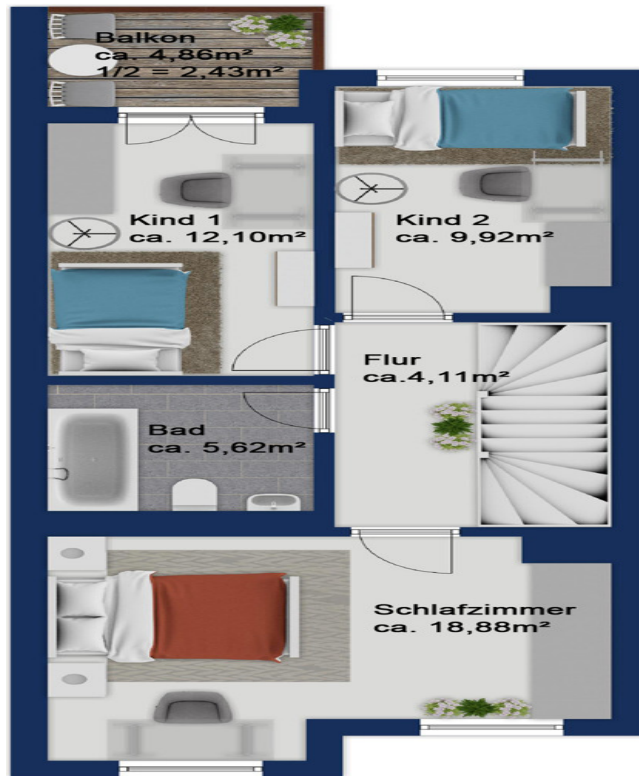 Balkon
ca. 4,86m²
1/2 = 2,43m²
Kind 1
ca. 12,10m²
Kind 2
ca. 9,92m²
Flur
ca.4,11m²
Bad
ca. 5,62m²
Schlafzimmer
ca. 18,88m²